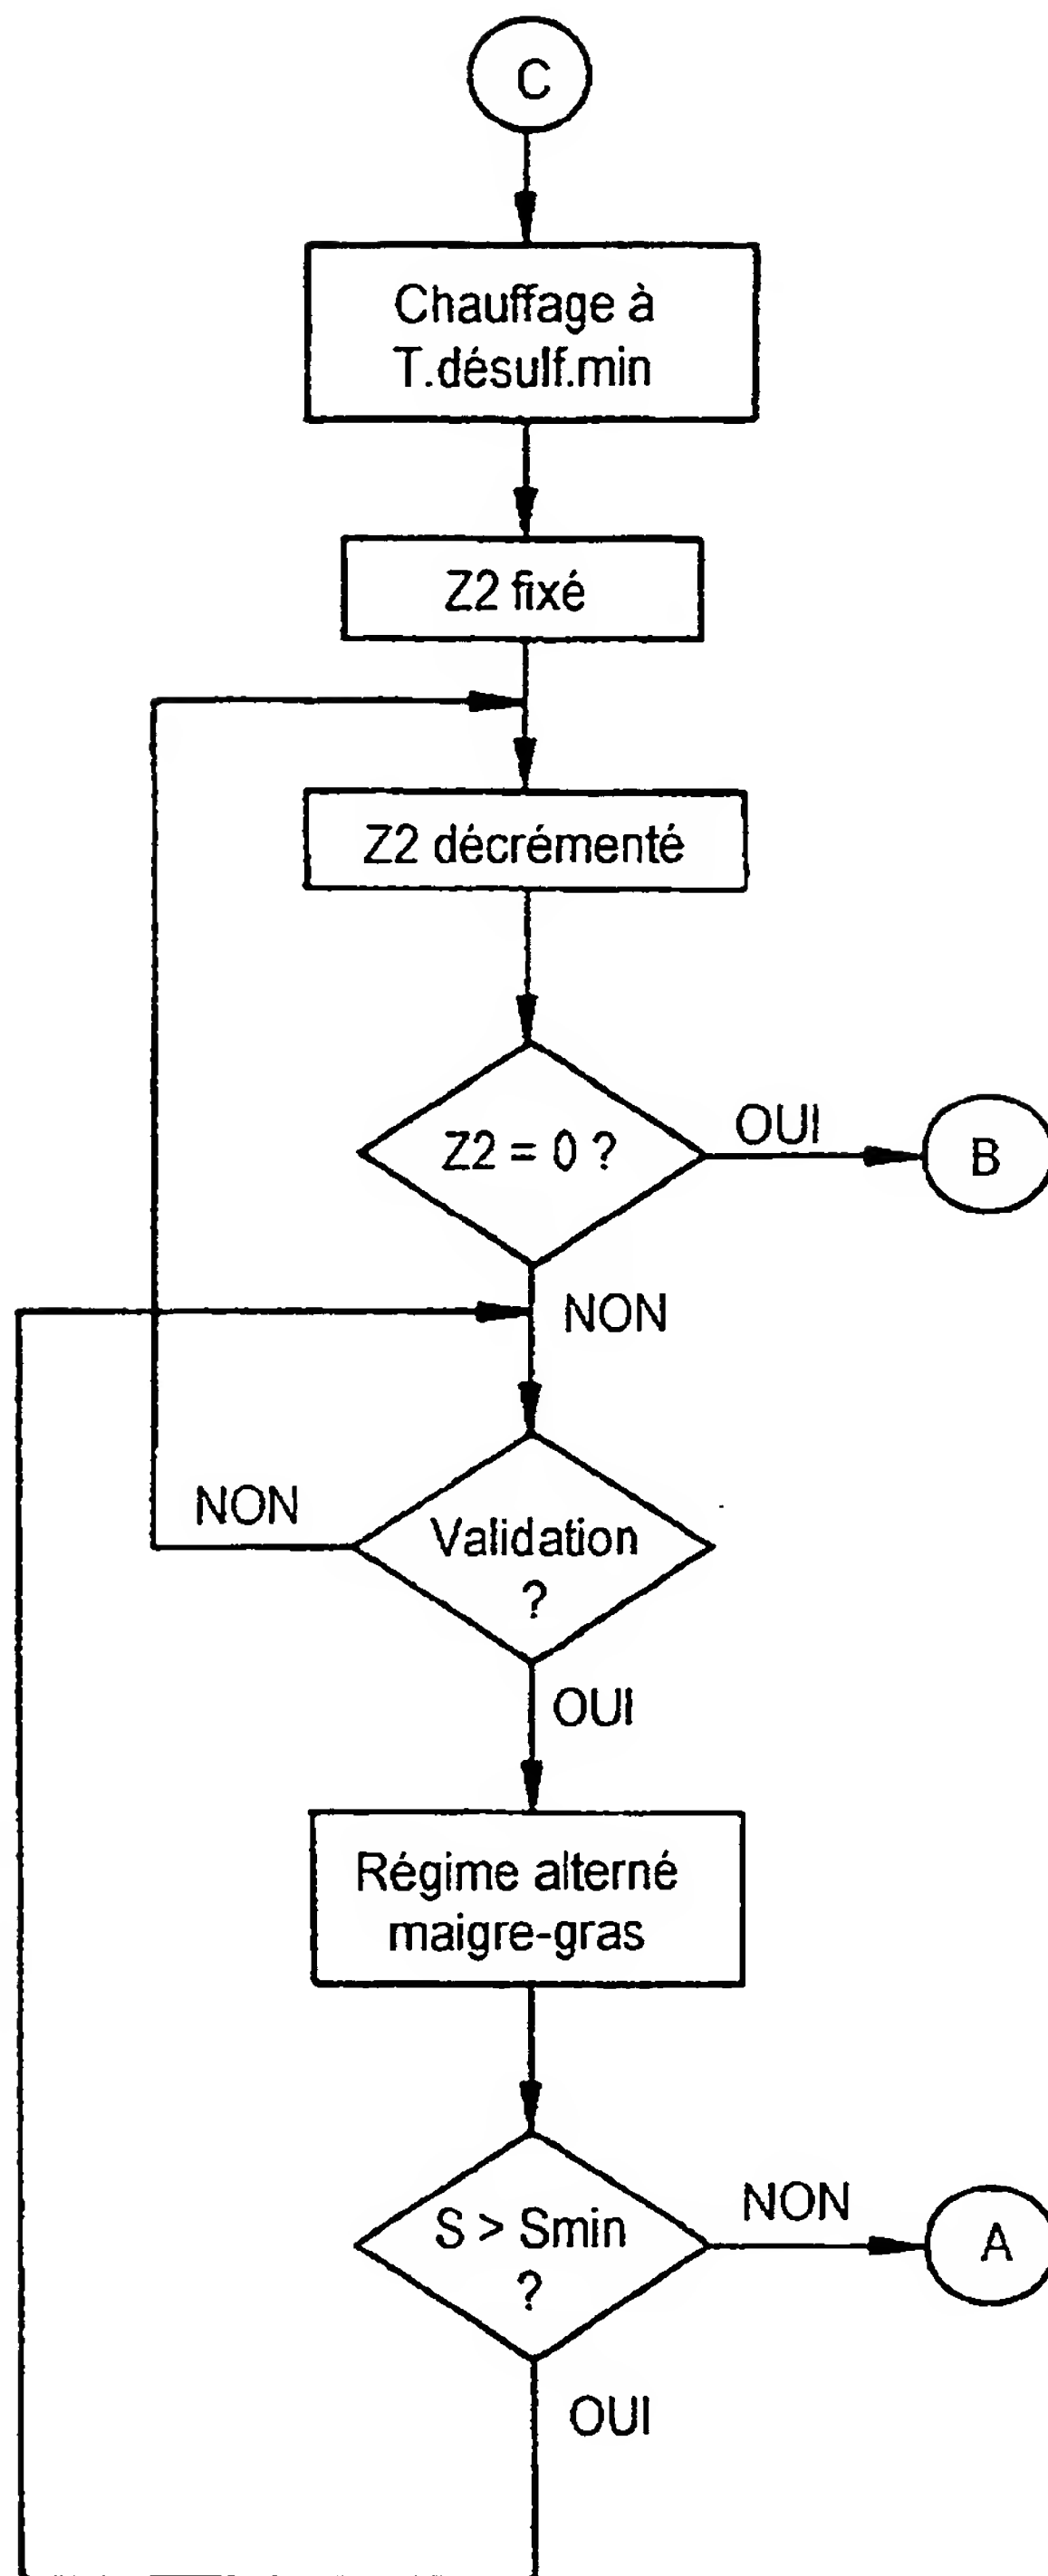 C
Chauffage à
T.désulf.min
Z2 fixé
Z2 décrémenté
Z2 = 0 ?
OUI
B
NON
NON
Validation
?
OUI
Régime alterné
maigre-gras
S > Smin
?
NON
A
OUI